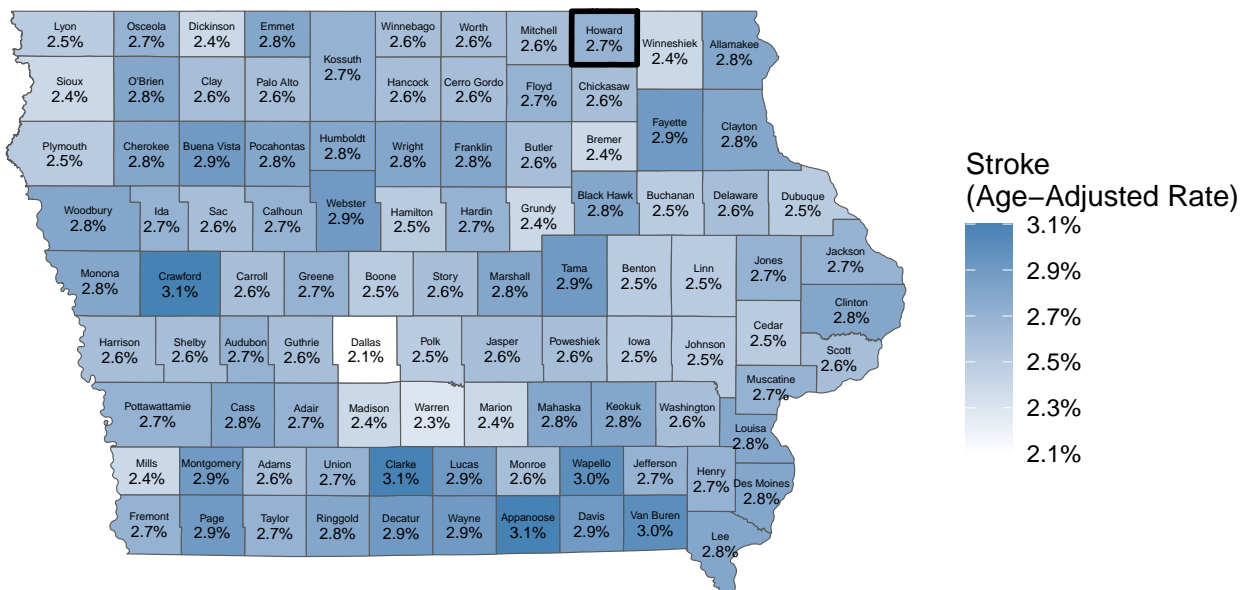 Lyon
2.5%
Osceola
2.7%
Dickinson
2.4%
Emmet
2.8%
Kossuth
2.7%
Winnebago
2.6%
Worth
2.6%
Mitchell
2.6%
Howard
2.7%
Winneshiek
2.4%
Allamakee
2.8%
Sioux
2.4%
O'Brien
2.8%
Clay
2.6%
Palo Alto
2.6%
Hancock
2.6%
Cerro Gordo
2.6%
Floyd
2.7%
Chickasaw
2.6%
Plymouth
2.5%
Cherokee
2.8%
Buena Vista
2.9%
Pocahontas
2.8%
Humboldt
2.8%
Wright
2.8%
Franklin
2.8%
Butler
2.6%
Bremer
2.4%
Fayette
2.9%
Clayton
2.8%
Woodbury
2.8%
Ida
2.7%
Sac
2.6%
Calhoun
2.7%
Webster
2.9%
Hamilton
2.5%
Hardin
2.7%
Grundy
2.4%
Black Hawk
2.8%
Buchanan
2.5%
Delaware
2.6%
Dubuque
2.5%
Monona
2.8%
Crawford
3.1%
Carroll
2.6%
Greene
2.7%
Boone
2.5%
Story
2.6%
Marshall
2.8%
Tama
2.9%
Benton
2.5%
Linn
2.5%
Jones
2.7%
Jackson
2.7%
Clinton
2.8%
Harrison
2.6%
Shelby
2.6%
Audubon
2.7%
Guthrie
2.6%
Dallas
2.1%
Polk
2.5%
Jasper
2.6%
Poweshiek
2.6%
Iowa
2.5%
Johnson
2.5%
Cedar
2.5%
Scott
2.6%
Muscatine
2.7%
Pottawattamie
2.7%
Cass
2.8%
Adair
2.7%
Madison
2.4%
Warren
2.3%
Marion
2.4%
Mahaska
2.8%
Keokuk
2.8%
Washington
2.6%
Louisa
2.8%
Mills
2.4%
Montgomery
2.9%
Adams
2.6%
Union
2.7%
Clarke
3.1%
Lucas
2.9%
Monroe
2.6%
Wapello
3.0%
Jefferson
2.7%
Henry
2.7%
Des Moines
2.8%
Fremont
2.7%
Page
2.9%
Taylor
2.7%
Ringgold
2.8%
Decatur
2.9%
Wayne
2.9%
Appanoose
3.1%
Davis
2.9%
Van Buren
3.0%
Lee
2.8%
Stroke
(Age−Adjusted Rate)
3.1%
2.9%
2.7%
2.5%
2.3%
2.1%